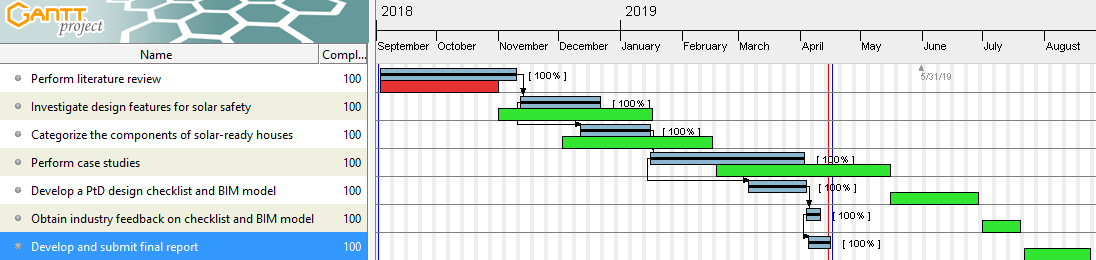 GANTT
project
2018
2019
September October November December January February March April May June July August
Name Compl...
5/31/19
Perform literature review 100 [ 100% ]
Investigate design features for solar safety 100 [ 100% ]
Categorize the components of solar-ready houses 100 [ 100% ]
Perform case studies 100 [ 100% ]
Develop a PtD design checklist and BIM model 100 [ 100% ]
Obtain industry feedback on checklist and BIM model 100 [ 100% ]
Develop and submit final report 100 [ 100% ]